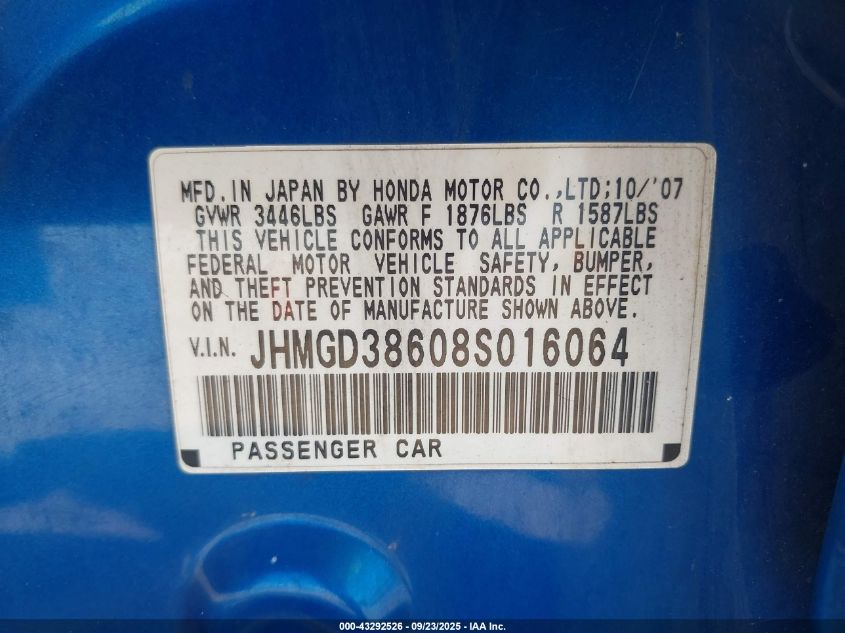 MFD.IN JAPAN BY HONDA MOTOR CO.,LTD;10/'07
GVWR 3446LBS GAWR F 1876LBS R 1587LBS
THIS VEHICLE CONFORMS TO ALL APPLICABLE
FEDERAL MOTOR VEHICLE SAFETY, BUMPER,
AND THEFT PREVENTION STANDARDS IN EFFECT
ON THE DATE OF MANUFACTURE SHOWN ABOVE.
V.I.N. JHMGD38608S016064
PASSENGER CAR
000-43292526 - 09/23/2025 - IAA Inc.